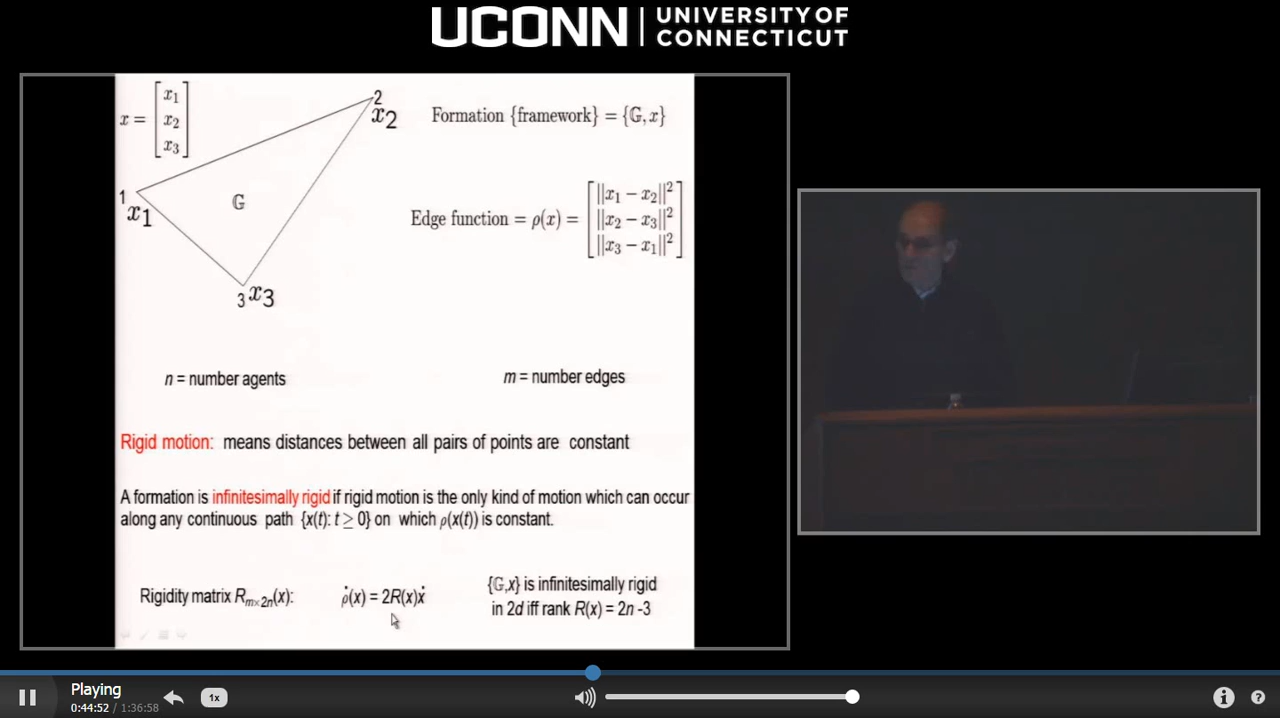 UCONN | UNIVERSITY OF CONNECTICUT
x = [x1 x2 x3]
2
x2
Formation {framework} = {𝔾, x}
1
x1
𝔾
Edge function = ρ(x) = [||x1 − x2||² ||x2 − x3||² ||x3 − x1||²]
3 x3
n = number agents
m = number edges
Rigid motion: means distances between all pairs of points are constant
A formation is infinitesimally rigid if rigid motion is the only kind of motion which can occur
along any continuous path {x(t): t ≥ 0} on which ρ(x(t)) is constant.
Rigidity matrix Rm×2n(x):
ρ̇(x) = 2R(x)ẋ
{𝔾,x} is infinitesimally rigid
in 2d iff rank R(x) = 2n -3
Playing
0:44:52 / 1:36:58
1x